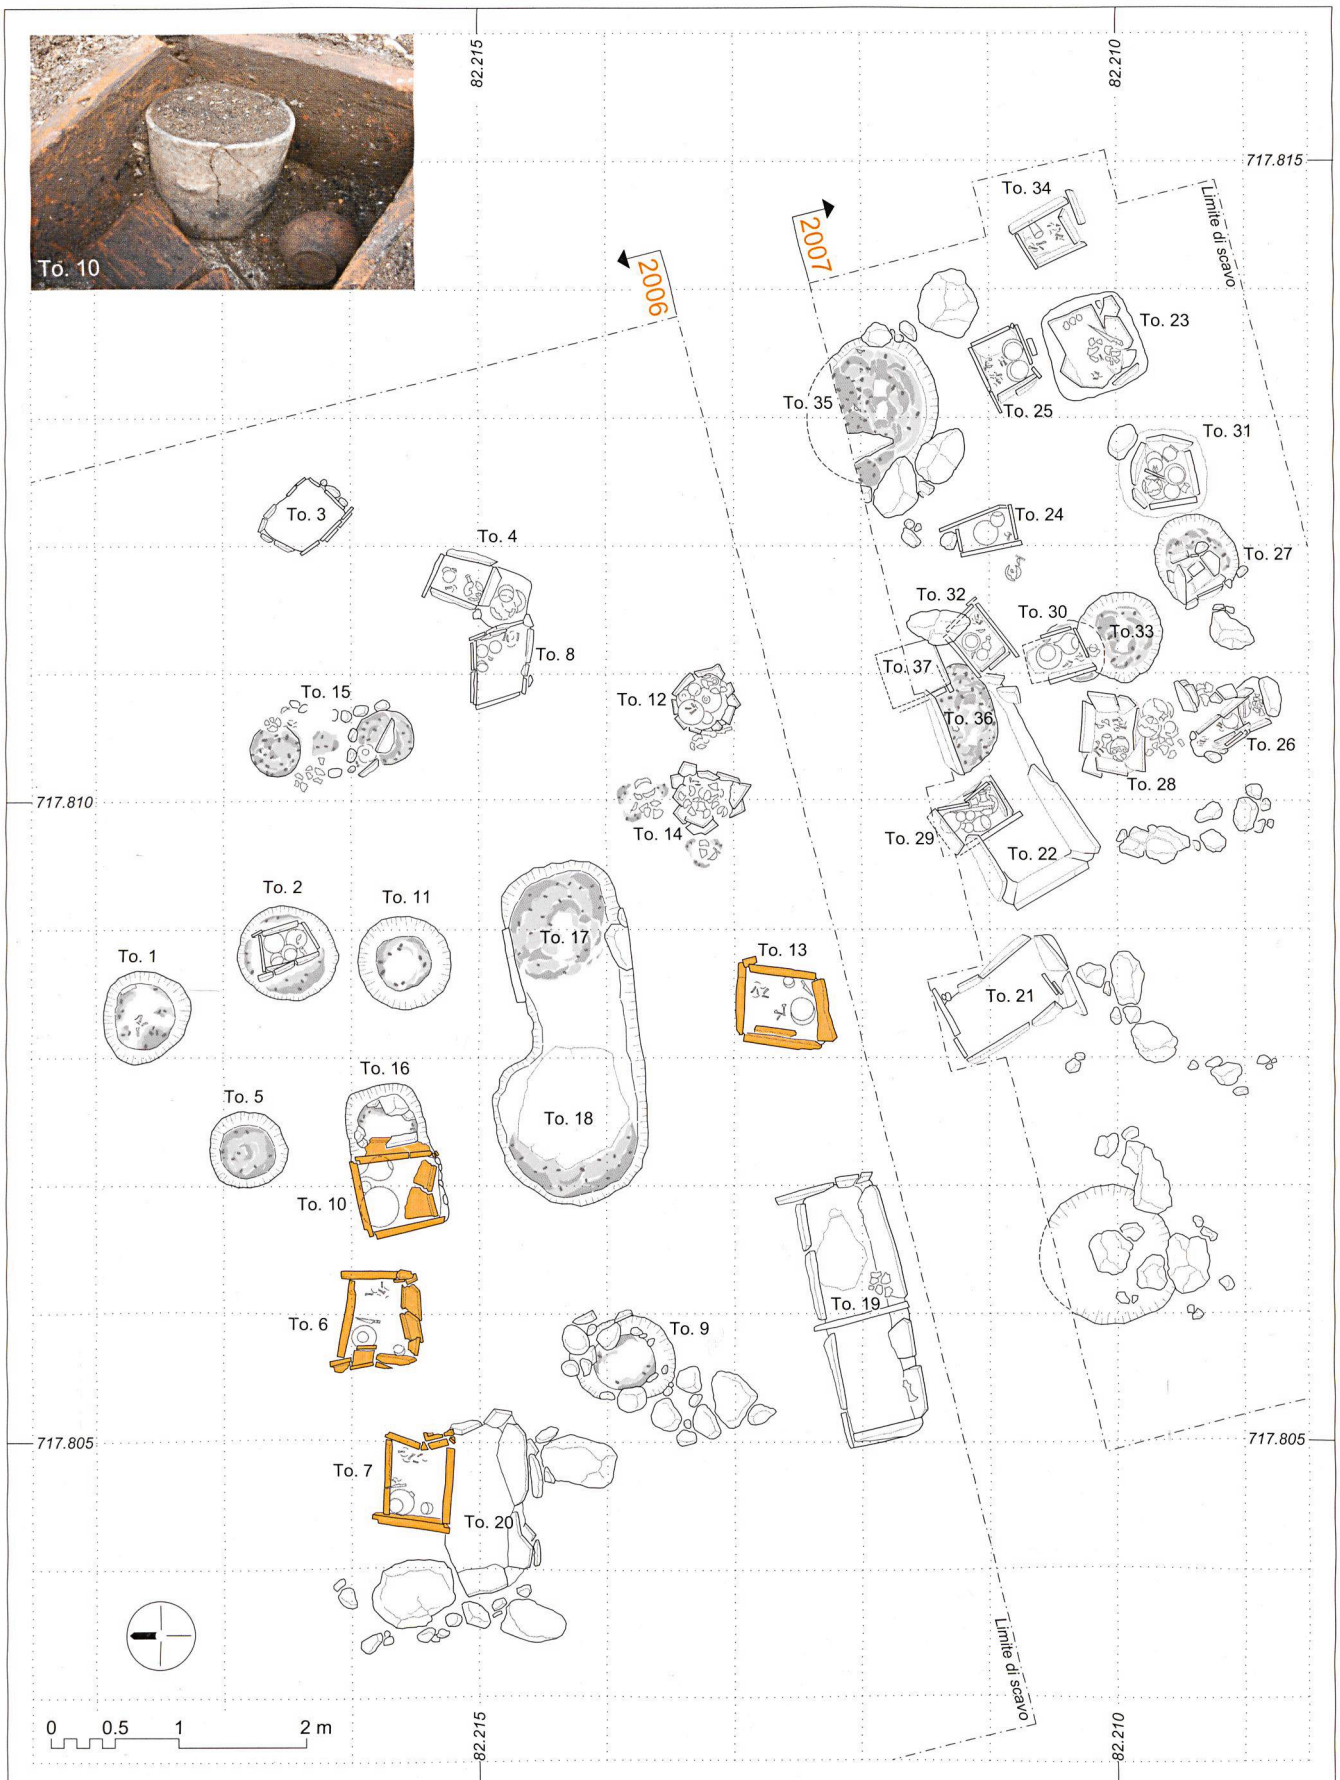 82.215
82.210
717.815
To. 10
To. 34
Limite di scavo
2007
2006
To. 23
To. 35
To. 25
To. 31
To. 3
To. 24
To. 4
To. 27
To. 32
To. 30
To. 33
To. 8
To. 37
To. 15
To. 12
To. 36
To. 26
To. 28
717.810
To. 14
To. 29
To. 22
To. 2
To. 11
To. 17
To. 1
To. 13
To. 21
To. 16
To. 5
To. 18
To. 10
To. 19
To. 6
To. 9
717.805
717.805
To. 7
To. 20
Limite di scavo
0 0.5 1 2 m
82.215
82.210